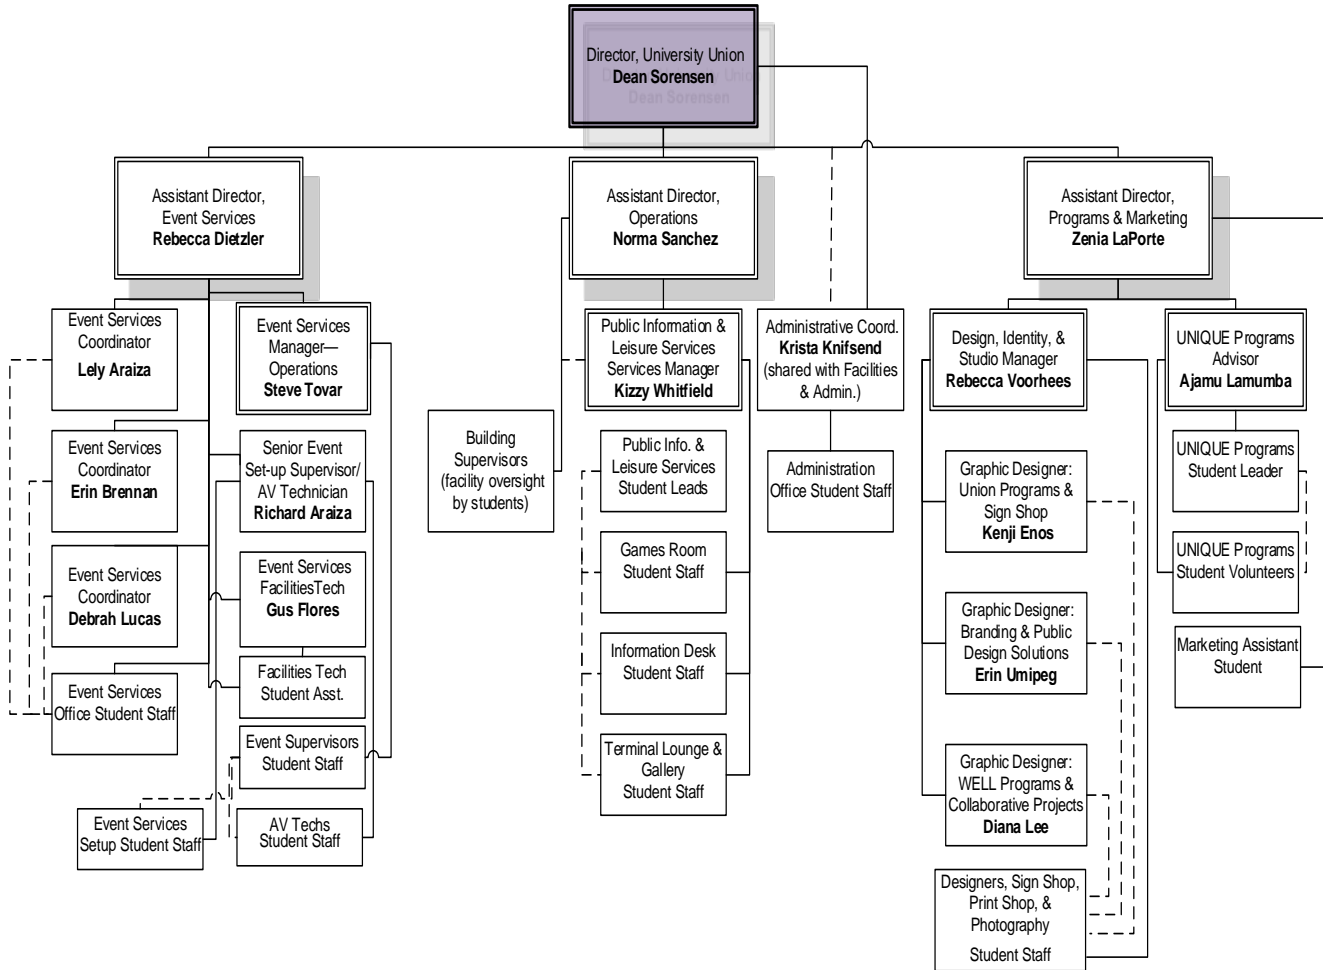 Director, University Union
Dean Sorensen
Assistant Director,
Event Services
Rebecca Dietzler
Assistant Director,
Operations
Norma Sanchez
Assistant Director,
Programs & Marketing
Zenia LaPorte
Event Services
Coordinator
Lely Araiza
Event Services
Manager—
Operations
Steve Tovar
Public Information &
Leisure Services
Services Manager
Kizzy Whitfield
Administrative Coord.
Krista Knifsend
(shared with Facilities
& Admin.)
Design, Identity, &
Studio Manager
Rebecca Voorhees
UNIQUE Programs
Advisor
Ajamu Lamumba
Event Services
Coordinator
Erin Brennan
Senior Event
Set-up Supervisor/
AV Technician
Richard Araiza
Building
Supervisors
(facility oversight
by students)
Public Info. &
Leisure Services
Student Leads
Administration
Office Student Staff
Graphic Designer:
Union Programs &
Sign Shop
Kenji Enos
UNIQUE Programs
Student Leader
Event Services
Coordinator
Debrah Lucas
Event Services
FacilitiesTech
Gus Flores
Games Room
Student Staff
UNIQUE Programs
Student Volunteers
Event Services
Office Student Staff
Facilities Tech
Student Asst.
Information Desk
Student Staff
Graphic Designer:
Branding & Public
Design Solutions
Erin Umipeg
Marketing Assistant
Student
Event Supervisors
Student Staff
Terminal Lounge &
Gallery
Student Staff
Graphic Designer:
WELL Programs &
Collaborative Projects
Diana Lee
Event Services
Setup Student Staff
AV Techs
Student Staff
Designers, Sign Shop,
Print Shop, &
Photography
Student Staff